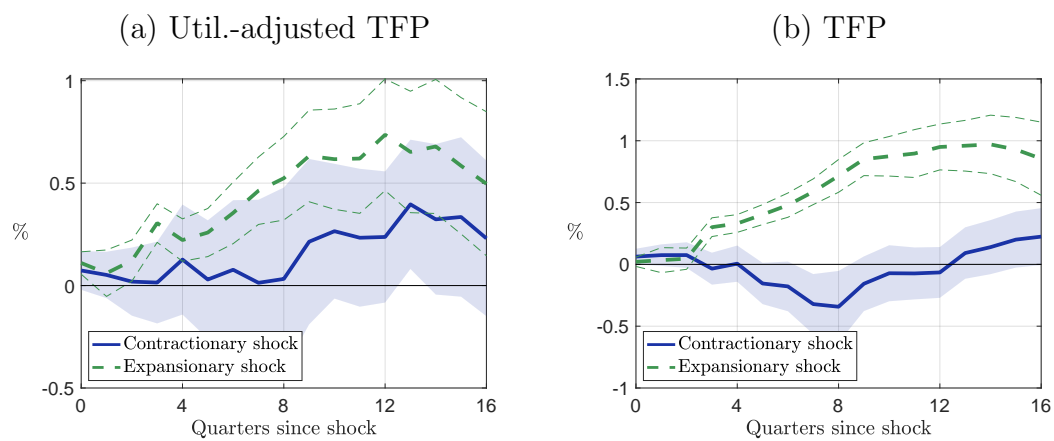 (a) Util.-adjusted TFP
1
0.5
%
0
Contractionary shock
Expansionary shock
-0.5
0 4 8 12 16
Quarters since shock
(b) TFP
1.5
1
0.5
%
0
-0.5
Contractionary shock
Expansionary shock
-1
0 4 8 12 16
Quarters since shock